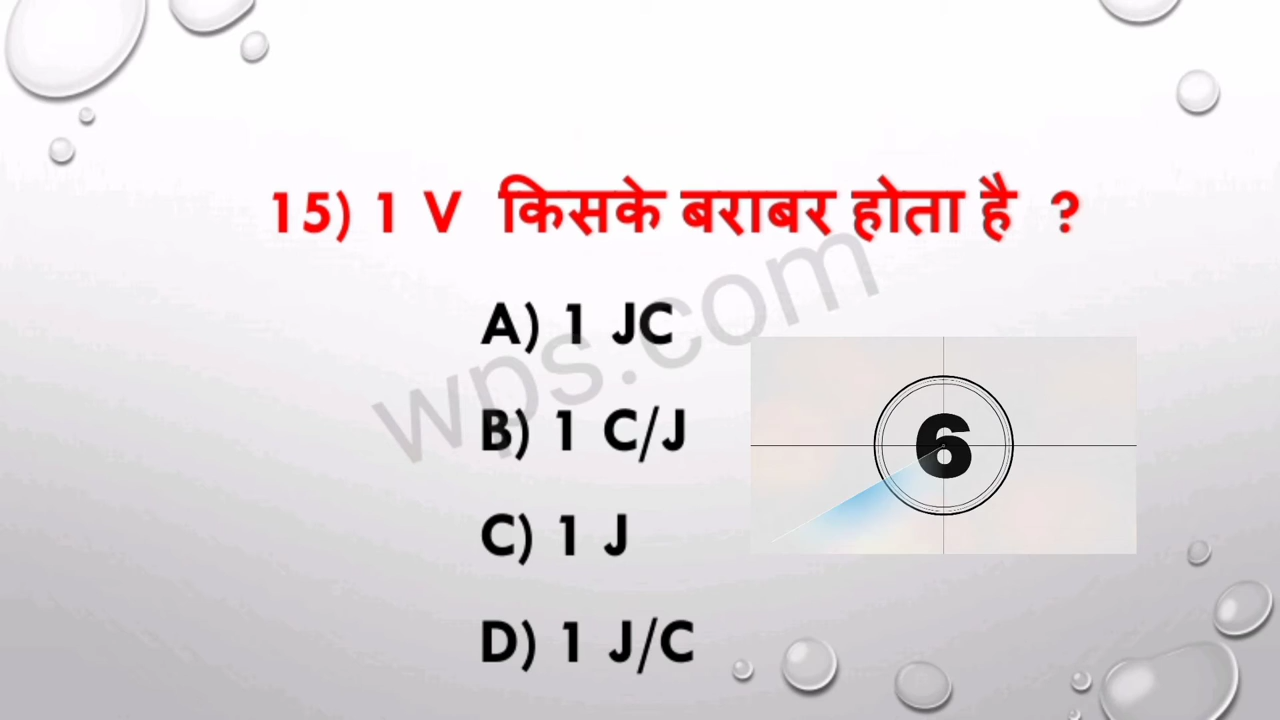 15) 1 V किसके बराबर होता है ?
wps.com
A) 1 JC
B) 1 C/J
6
C) 1 J
D) 1 J/C